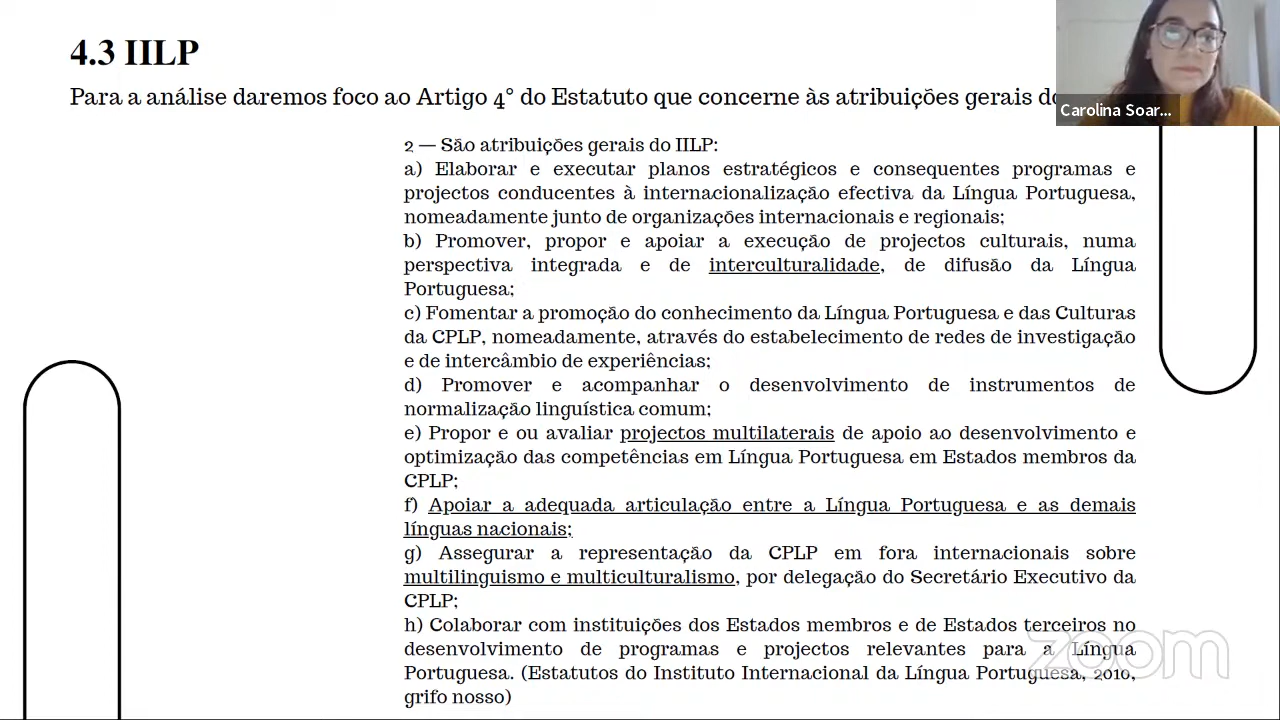 4.3 IILP
Para a análise daremos foco ao Artigo 4° do Estatuto que concerne às atribuições gerais do
Carolina Soar...
2 — São atribuições gerais do IILP:
a) Elaborar e executar planos estratégicos e consequentes programas e
projectos conducentes à internacionalização efectiva da Língua Portuguesa,
nomeadamente junto de organizações internacionais e regionais;
b) Promover, propor e apoiar a execução de projectos culturais, numa
perspectiva integrada e de interculturalidade, de difusão da Língua
Portuguesa;
c) Fomentar a promoção do conhecimento da Língua Portuguesa e das Culturas
da CPLP, nomeadamente, através do estabelecimento de redes de investigação
e de intercâmbio de experiências;
d) Promover e acompanhar o desenvolvimento de instrumentos de
normalização linguística comum;
e) Propor e ou avaliar projectos multilaterais de apoio ao desenvolvimento e
optimização das competências em Língua Portuguesa em Estados membros da
CPLP;
f) Apoiar a adequada articulação entre a Língua Portuguesa e as demais
línguas nacionais;
g) Assegurar a representação da CPLP em fora internacionais sobre
multilinguismo e multiculturalismo, por delegação do Secretário Executivo da
CPLP;
h) Colaborar com instituições dos Estados membros e de Estados terceiros no
desenvolvimento de programas e projectos relevantes para a Língua
Portuguesa. (Estatutos do Instituto Internacional da Língua Portuguesa, 2010,
grifo nosso)
zoom